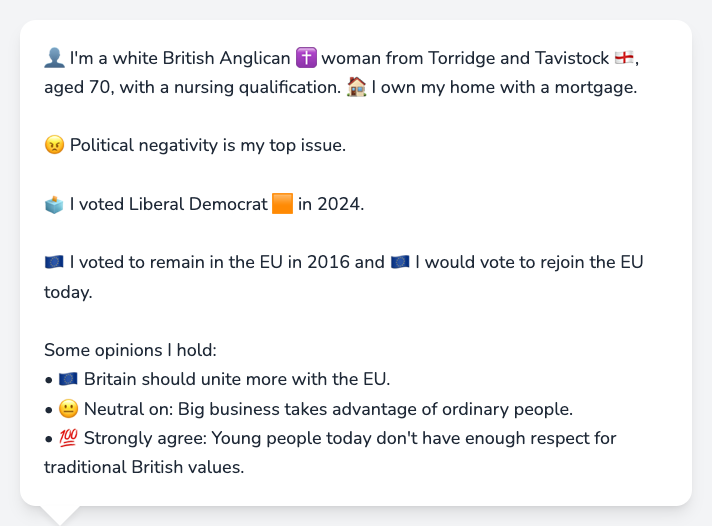 👤 I'm a white British Anglican ✝️ woman from Torridge and Tavistock 🏴󠁧󠁢󠁥󠁮󠁧󠁿,
aged 70, with a nursing qualification. 🏠 I own my home with a mortgage.
😠 Political negativity is my top issue.
🗳️ I voted Liberal Democrat 🟧 in 2024.
🇪🇺 I voted to remain in the EU in 2016 and 🇪🇺 I would vote to rejoin the EU
today.
Some opinions I hold:
• 🇪🇺 Britain should unite more with the EU.
• 😐 Neutral on: Big business takes advantage of ordinary people.
• 💯 Strongly agree: Young people today don't have enough respect for
traditional British values.